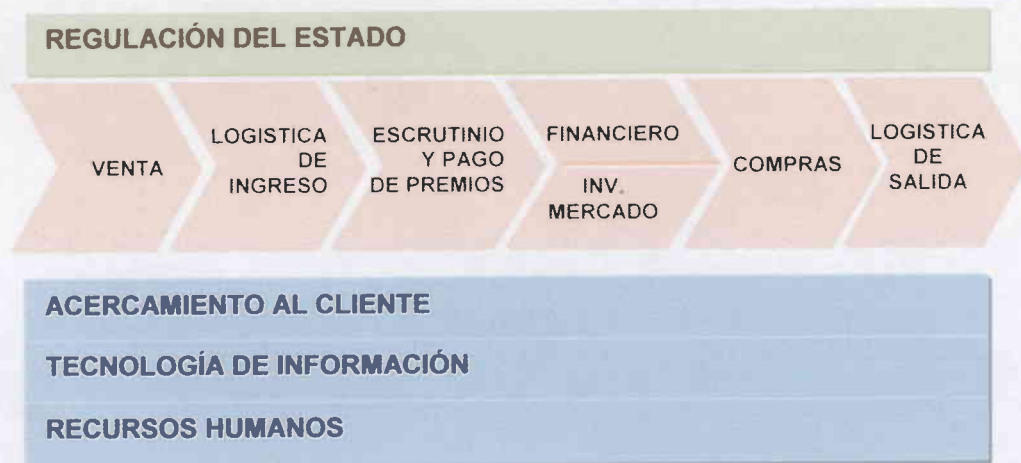 REGULACIÓN DEL ESTADO
VENTA
LOGISTICA
DE
INGRESO
ESCRUTINIO
Y PAGO
DE PREMIOS
FINANCIERO
INV.
MERCADO
COMPRAS
LOGISTICA
DE
SALIDA
ACERCAMIENTO AL CLIENTE
TECNOLOGÍA DE INFORMACIÓN
RECURSOS HUMANOS